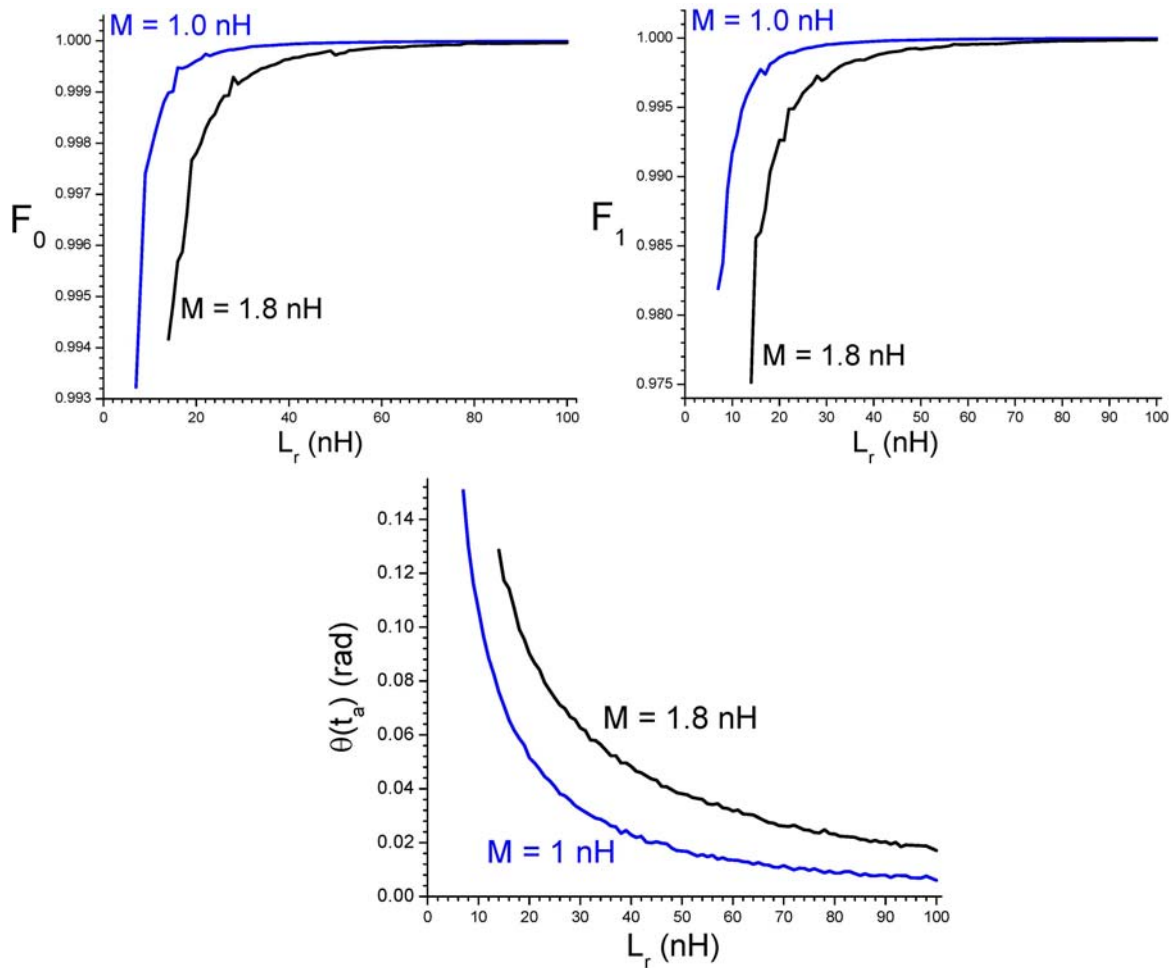 M = 1.0 nH
1.000
0.999
0.998
0.997
0.996
0.995
0.994
0.993
F₀
M = 1.8 nH
0 20 40 60 80 100
Lᵣ (nH)
M = 1.0 nH
1.000
0.995
0.990
0.985
0.980
0.975
F₁
M = 1.8 nH
0 10 20 30 40 50 60 70 80 90 100
Lᵣ (nH)
0.14
0.12
0.10
0.08
0.06
0.04
0.02
0.00
θ(tₐ) (rad)
M = 1.8 nH
M = 1 nH
0 10 20 30 40 50 60 70 80 90 100
Lᵣ (nH)